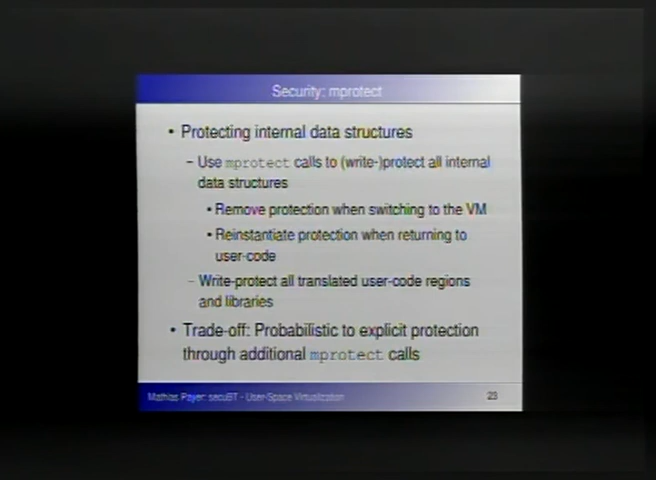 Security: mprotect
• Protecting internal data structures
– Use mprotect calls to (write-)protect all internal
data structures
• Remove protection when switching to the VM
• Reinstantiate protection when returning to
user-code
– Write-protect all translated user-code regions
and libraries
• Trade-off: Probabilistic to explicit protection
through additional mprotect calls
Mathias Payer: secuBT - User-Space Virtualization
23